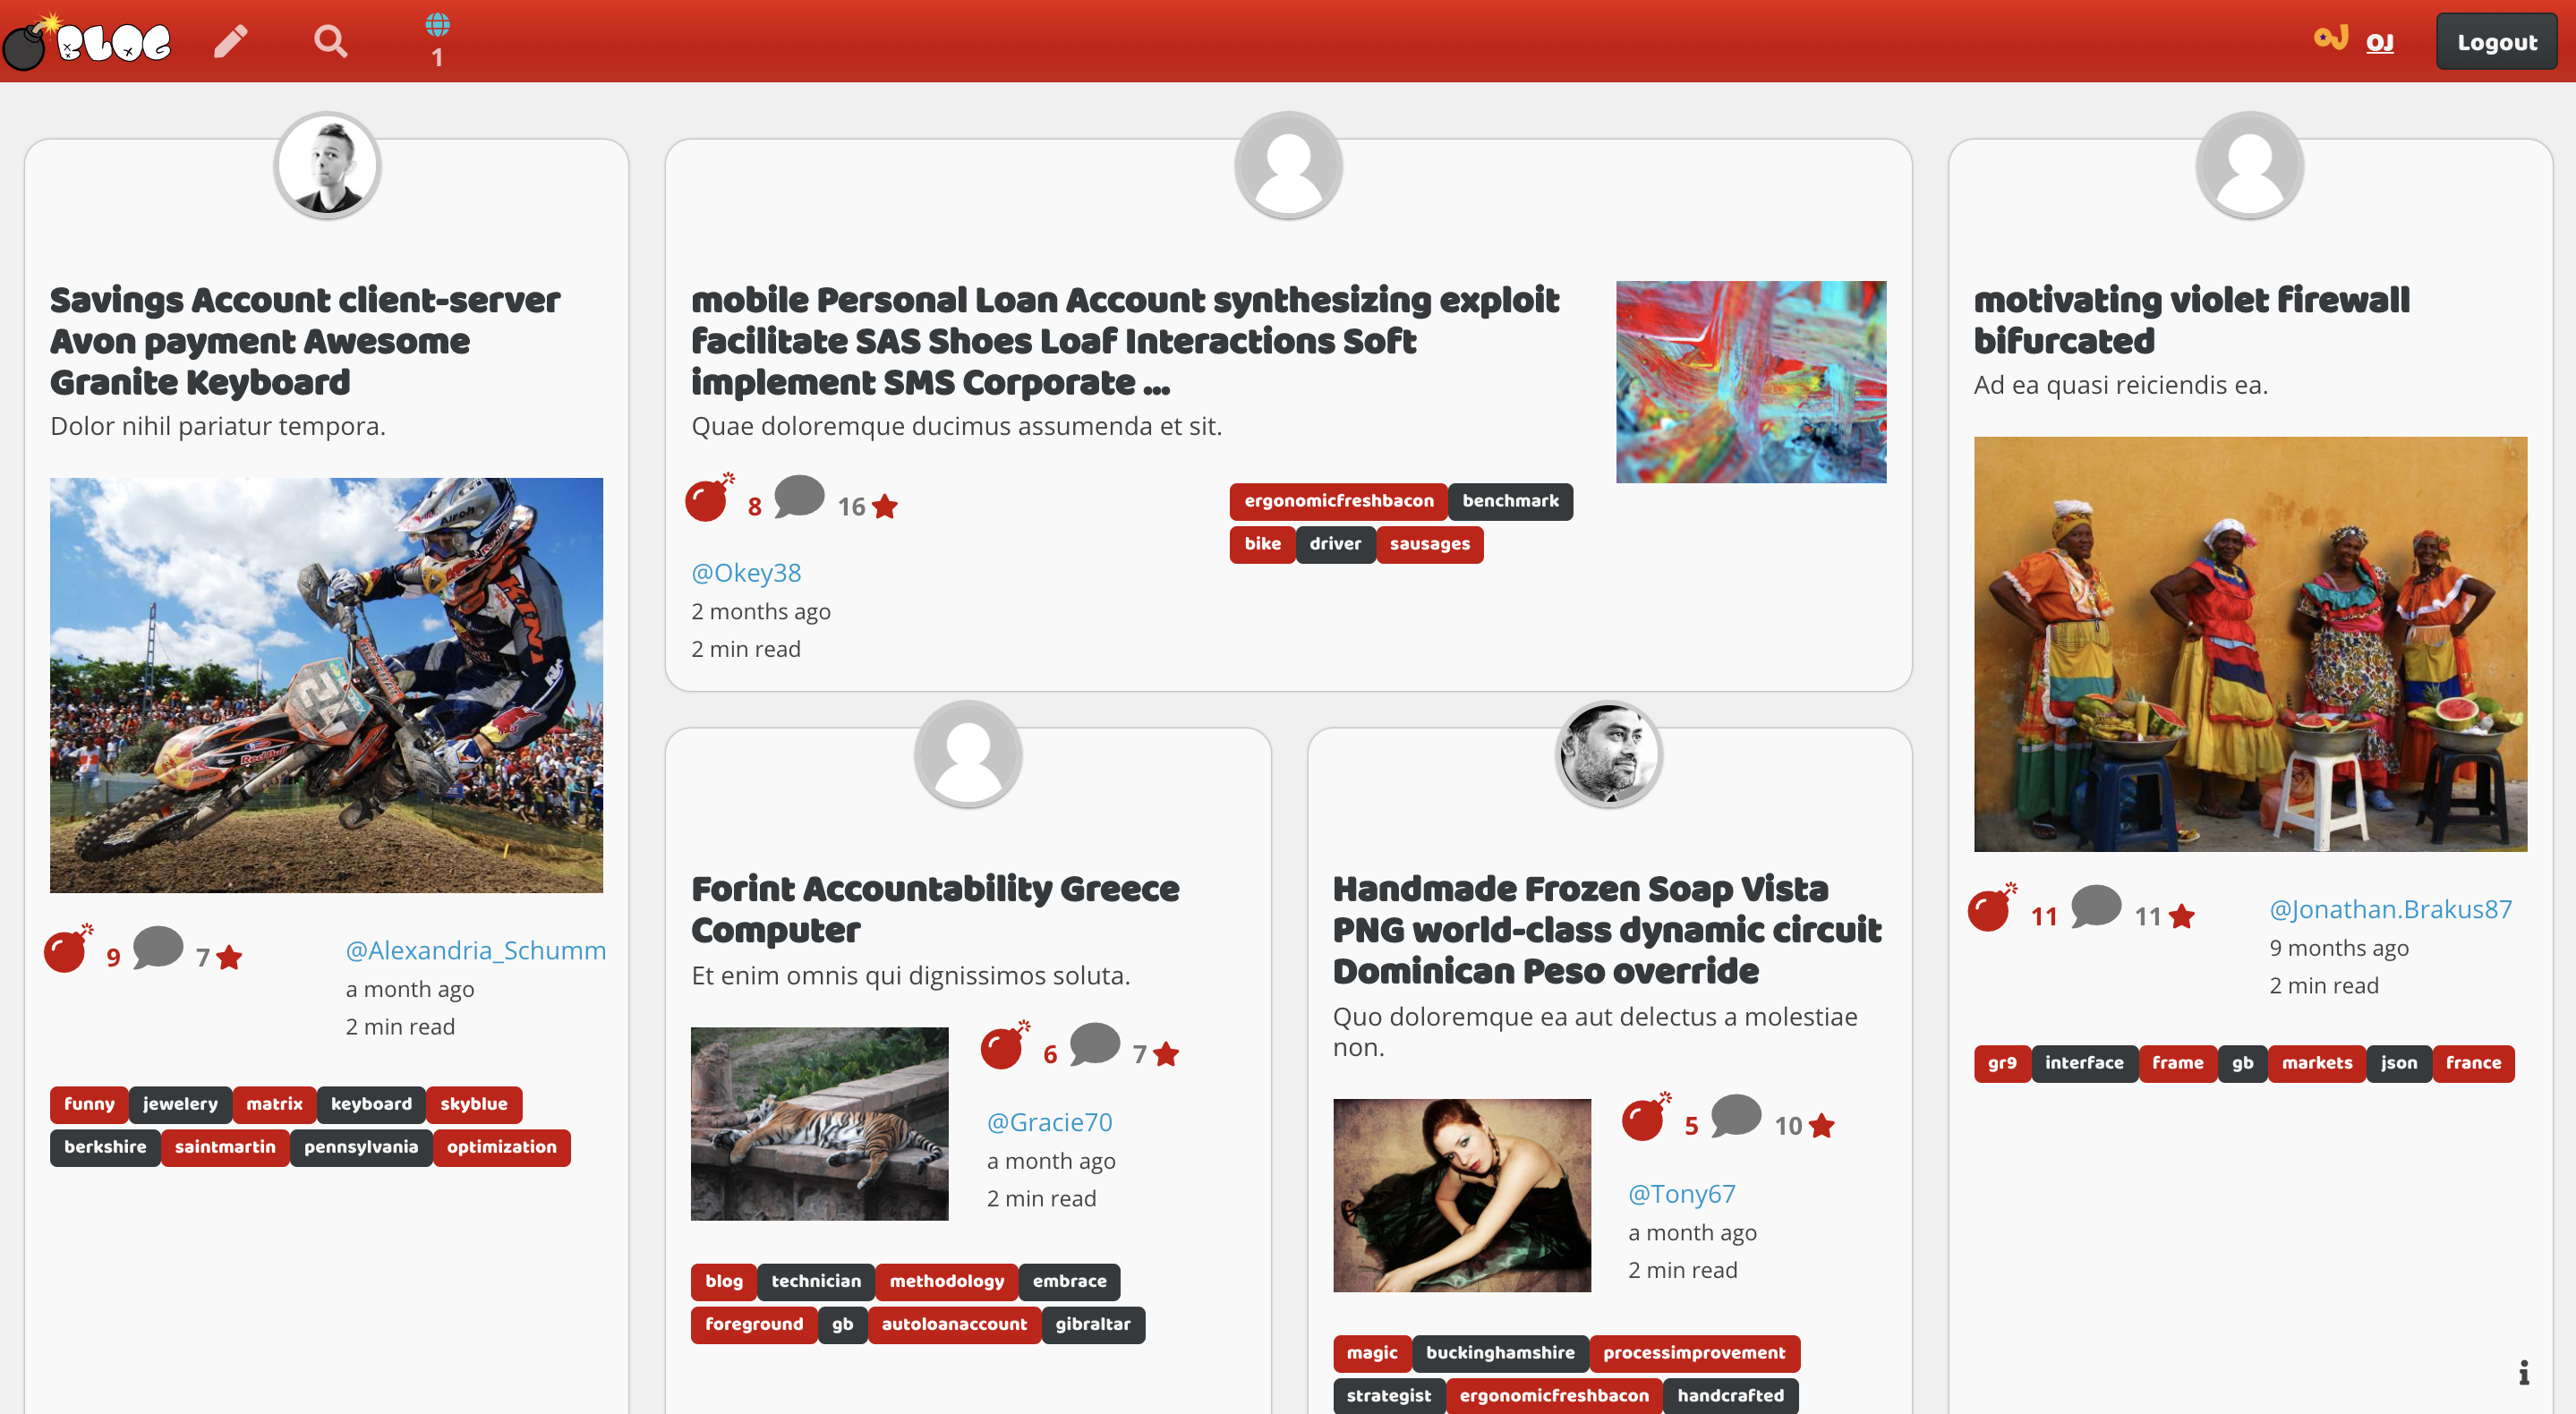 BLOG
1
OJ
OJ
Logout
Savings Account client-server
Avon payment Awesome
Granite Keyboard
Dolor nihil pariatur tempora.
Airoh
24
KTM
Red Bull
9
7
@Alexandria_Schumm
a month ago
2 min read
funny jewelery matrix keyboard skyblue
berkshire saintmartin pennsylvania optimization
mobile Personal Loan Account synthesizing exploit
facilitate SAS Shoes Loaf Interactions Soft
implement SMS Corporate ...
Quae doloremque ducimus assumenda et sit.
8
16
ergonomicfreshbacon benchmark
bike driver sausages
@Okey38
2 months ago
2 min read
Forint Accountability Greece
Computer
Et enim omnis qui dignissimos soluta.
6
7
@Gracie70
a month ago
2 min read
blog technician methodology embrace
foreground gb autoloanaccount gibraltar
Handmade Frozen Soap Vista
PNG world-class dynamic circuit
Dominican Peso override
Quo doloremque ea aut delectus a molestiae
non.
5
10
@Tony67
a month ago
2 min read
magic buckinghamshire processimprovement
strategist ergonomicfreshbacon handcrafted
motivating violet firewall
bifurcated
Ad ea quasi reiciendis ea.
11
11
@Jonathan.Brakus87
9 months ago
2 min read
gr9 interface frame gb markets json france